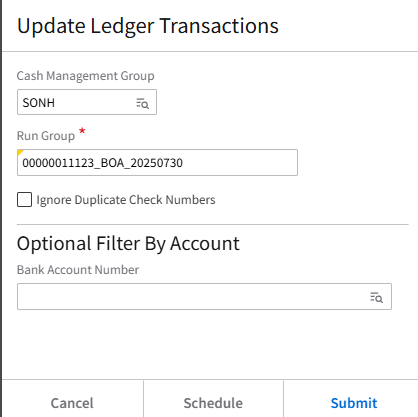 Update Ledger Transactions
Cash Management Group
SONH
Run Group *
00000011123_BOA_20250730
Ignore Duplicate Check Numbers
Optional Filter By Account
Bank Account Number
Cancel Schedule Submit